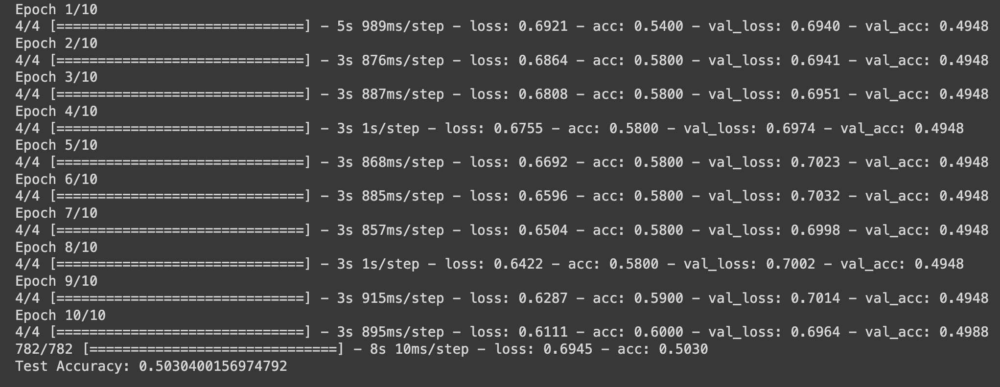 Epoch 1/10
4/4 [==============================] - 5s 989ms/step - loss: 0.6921 - acc: 0.5400 - val_loss: 0.6940 - val_acc: 0.4948
Epoch 2/10
4/4 [==============================] - 3s 876ms/step - loss: 0.6864 - acc: 0.5800 - val_loss: 0.6941 - val_acc: 0.4948
Epoch 3/10
4/4 [==============================] - 3s 887ms/step - loss: 0.6808 - acc: 0.5800 - val_loss: 0.6951 - val_acc: 0.4948
Epoch 4/10
4/4 [==============================] - 3s 1s/step - loss: 0.6755 - acc: 0.5800 - val_loss: 0.6974 - val_acc: 0.4948
Epoch 5/10
4/4 [==============================] - 3s 868ms/step - loss: 0.6692 - acc: 0.5800 - val_loss: 0.7023 - val_acc: 0.4948
Epoch 6/10
4/4 [==============================] - 3s 885ms/step - loss: 0.6596 - acc: 0.5800 - val_loss: 0.7032 - val_acc: 0.4948
Epoch 7/10
4/4 [==============================] - 3s 857ms/step - loss: 0.6504 - acc: 0.5800 - val_loss: 0.6998 - val_acc: 0.4948
Epoch 8/10
4/4 [==============================] - 3s 1s/step - loss: 0.6422 - acc: 0.5800 - val_loss: 0.7002 - val_acc: 0.4948
Epoch 9/10
4/4 [==============================] - 3s 915ms/step - loss: 0.6287 - acc: 0.5900 - val_loss: 0.7014 - val_acc: 0.4948
Epoch 10/10
4/4 [==============================] - 3s 895ms/step - loss: 0.6111 - acc: 0.6000 - val_loss: 0.6964 - val_acc: 0.4988
782/782 [==============================] - 8s 10ms/step - loss: 0.6945 - acc: 0.5030
Test Accuracy: 0.5030400156974792